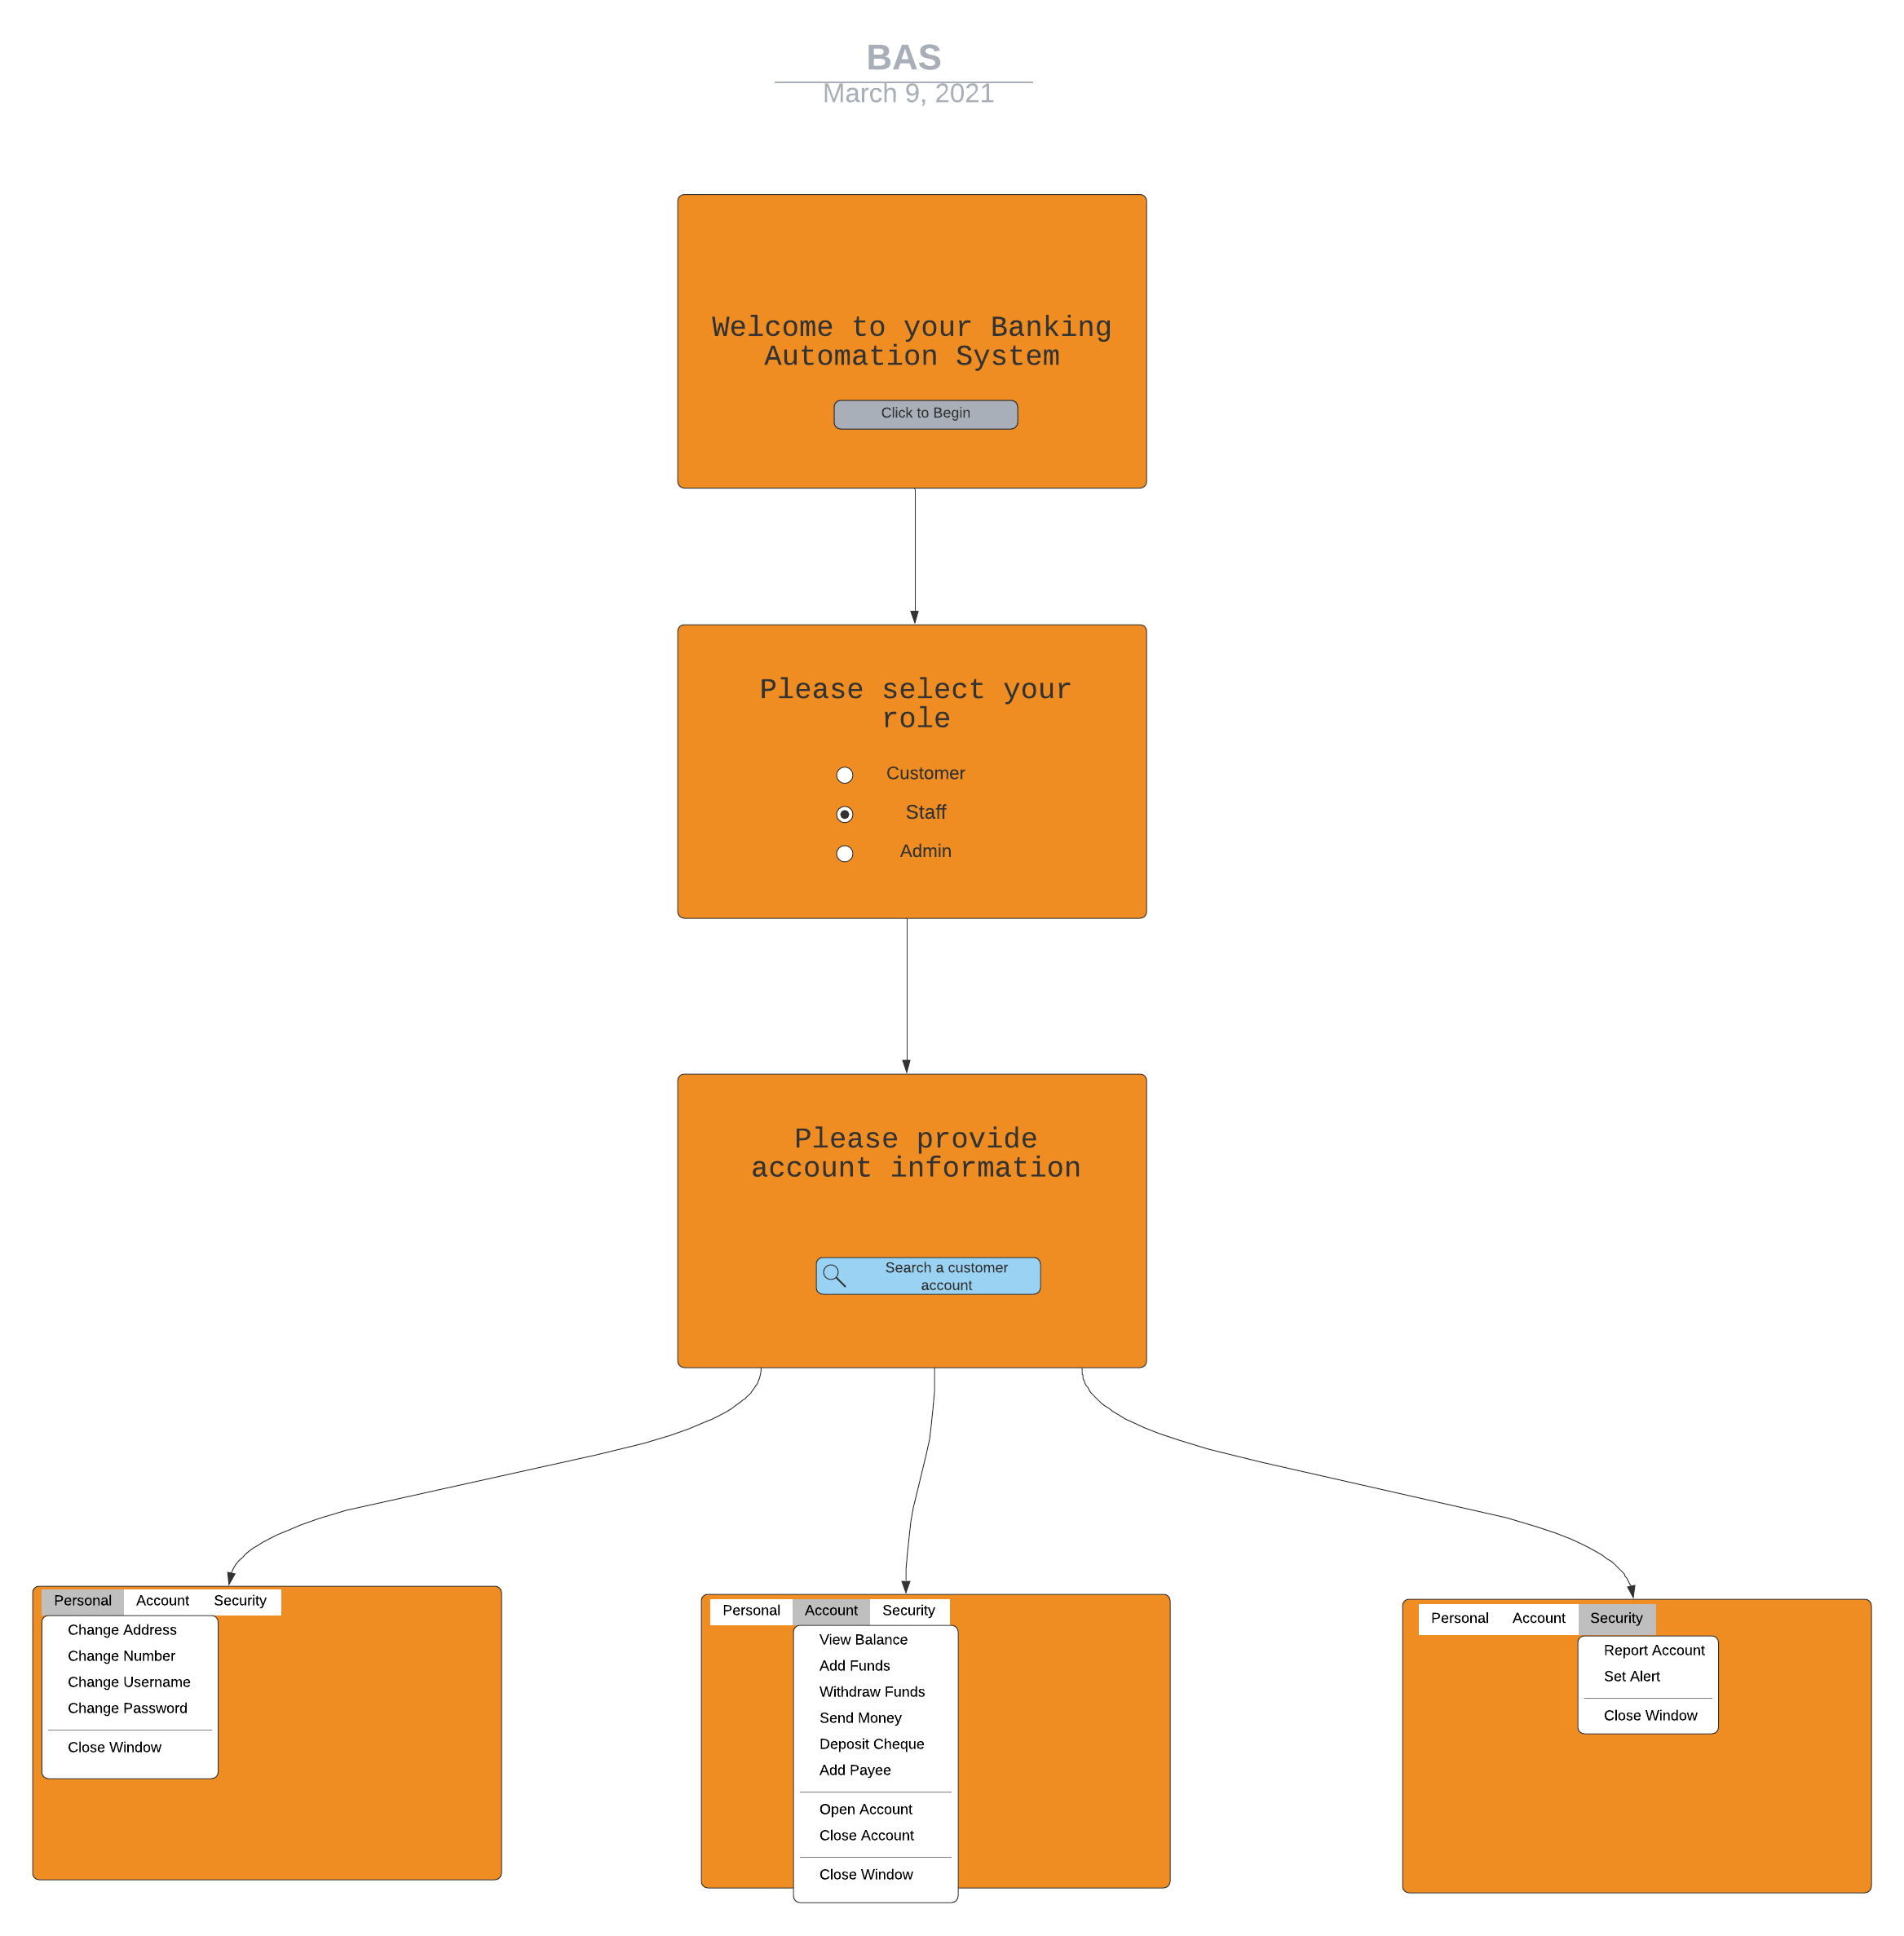 BAS
March 9, 2021
Welcome to your Banking
Automation System
Click to Begin
Please select your
role
Customer
Staff
Admin
Please provide
account information
Search a customer
account
Personal Account Security
Change Address
Change Number
Change Username
Change Password
Close Window
Personal Account Security
View Balance
Add Funds
Withdraw Funds
Send Money
Deposit Cheque
Add Payee
Open Account
Close Account
Close Window
Personal Account Security
Report Account
Set Alert
Close Window